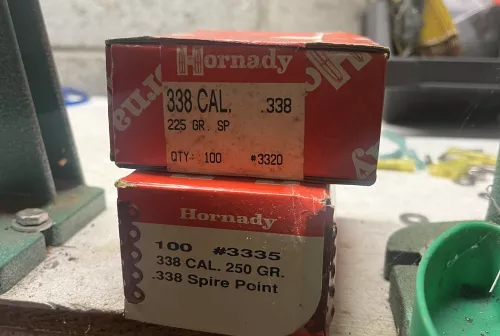 Hornady
338 CAL. .338
225 GR. SP
QTY: 100 #3320
Hornady
100 #3335
338 CAL. 250 GR.
.338 Spire Point